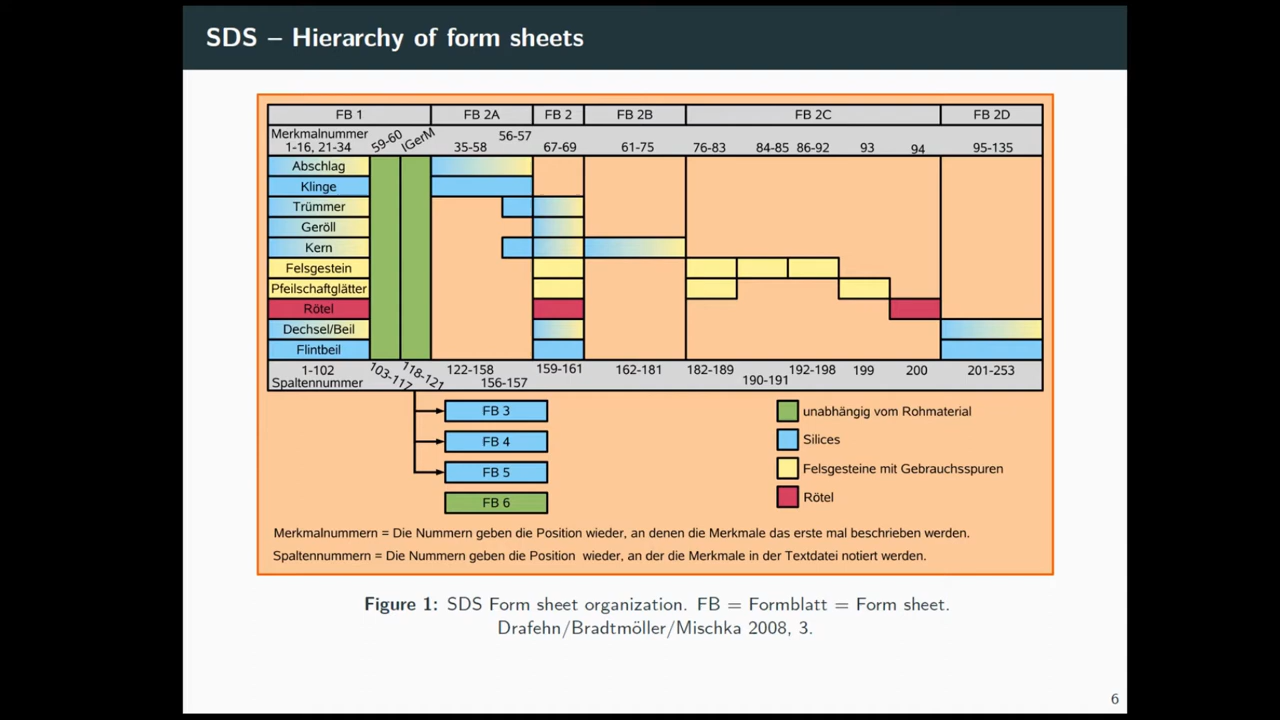 SDS – Hierarchy of form sheets
FB 1 FB 2A FB 2 FB 2B FB 2C FB 2D
Merkmalnummer 59-60 IGerM 56-57
1-16, 21-34 35-58 67-69 61-75 76-83 84-85 86-92 93 94 95-135
Abschlag
Klinge
Trümmer
Geröll
Kern
Felsgestein
Pfeilschaftglätter
Rötel
Dechsel/Beil
Flintbeil
1-102 103-117 118-121 122-158 159-161 162-181 182-189 192-198 199 200 201-253
Spaltennummer 156-157 190-191
FB 3
unabhängig vom Rohmaterial
FB 4
Silices
FB 5
Felsgesteine mit Gebrauchsspuren
FB 6
Rötel
Merkmalnummern = Die Nummern geben die Position wieder, an denen die Merkmale das erste mal beschrieben werden.
Spaltennummern = Die Nummern geben die Position wieder, an der die Merkmale in der Textdatei notiert werden.
Figure 1: SDS Form sheet organization. FB = Formblatt = Form sheet.
Drafehn/Bradtmöller/Mischka 2008, 3.
6